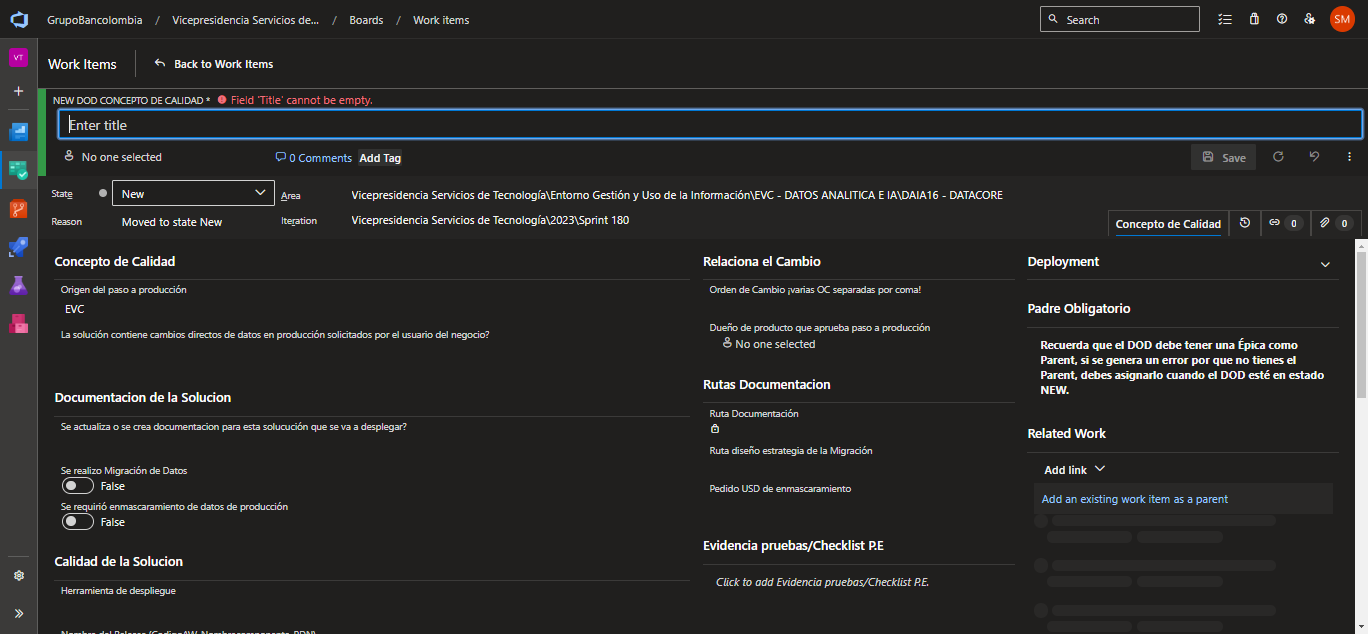 GrupoBancolombia / Vicepresidencia Servicios de... / Boards / Work items
Search
SM
VT
Work Items
Back to Work Items
NEW DOD CONCEPTO DE CALIDAD * Field 'Title' cannot be empty.
Enter title
No one selected
0 Comments
Add Tag
Save
State
New
Area
Vicepresidencia Servicios de Tecnología\Entorno Gestión y Uso de la Información\EVC - DATOS ANALITICA E IA\DAIA16 - DATACORE
Reason
Moved to state New
Iteration
Vicepresidencia Servicios de Tecnología\2023\Sprint 180
Concepto de Calidad
0
0
Concepto de Calidad
Origen del paso a producción
EVC
La solución contiene cambios directos de datos en producción solicitados por el usuario del negocio?
Documentacion de la Solucion
Se actualiza o se crea documentacion para esta solucución que se va a desplegar?
Se realizo Migración de Datos
False
Se requirió enmascaramiento de datos de producción
False
Calidad de la Solucion
Herramienta de despliegue
Relaciona el Cambio
Orden de Cambio ¡varias OC separadas por coma!
Dueño de producto que aprueba paso a producción
No one selected
Rutas Documentacion
Ruta Documentación
Ruta diseño estrategia de la Migración
Pedido USD de enmascaramiento
Evidencia pruebas/Checklist P.E
Click to add Evidencia pruebas/Checklist P.E.
Deployment
Padre Obligatorio
Recuerda que el DOD debe tener una Épica como
Parent, si se genera un error por que no tienes el
Parent, debes asignarlo cuando el DOD esté en estado
NEW.
Related Work
Add link
Add an existing work item as a parent